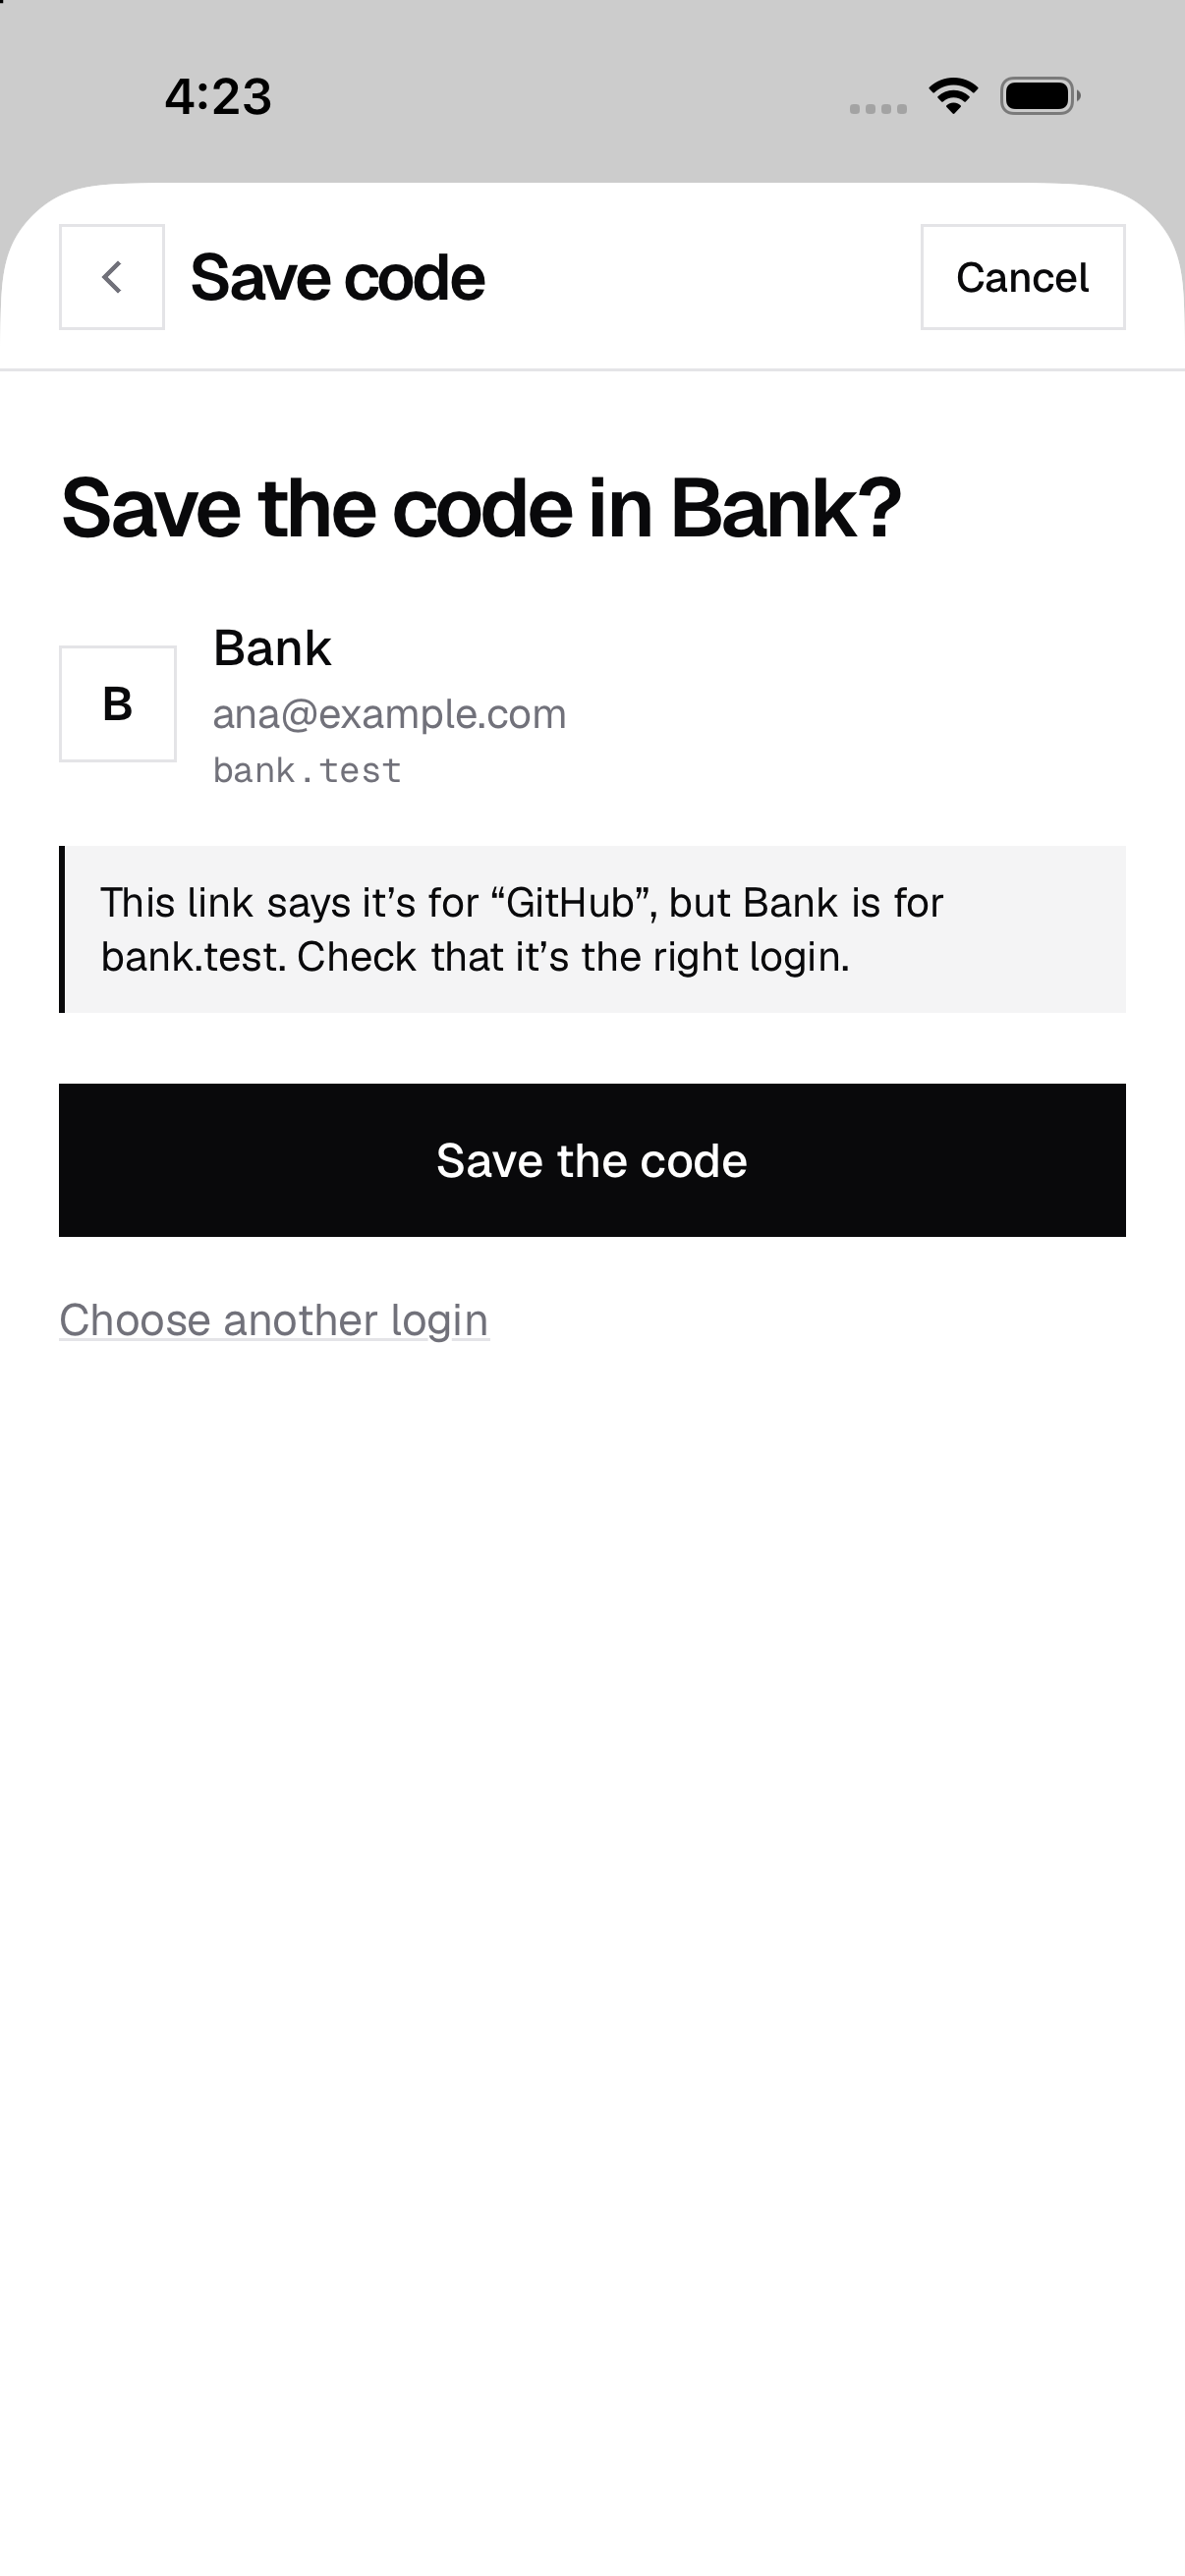 4:23
Save code
Cancel
Save the code in Bank?
B
Bank
ana@example.com
bank.test
This link says it’s for “GitHub”, but Bank is for
bank.test. Check that it’s the right login.
Save the code
Choose another login